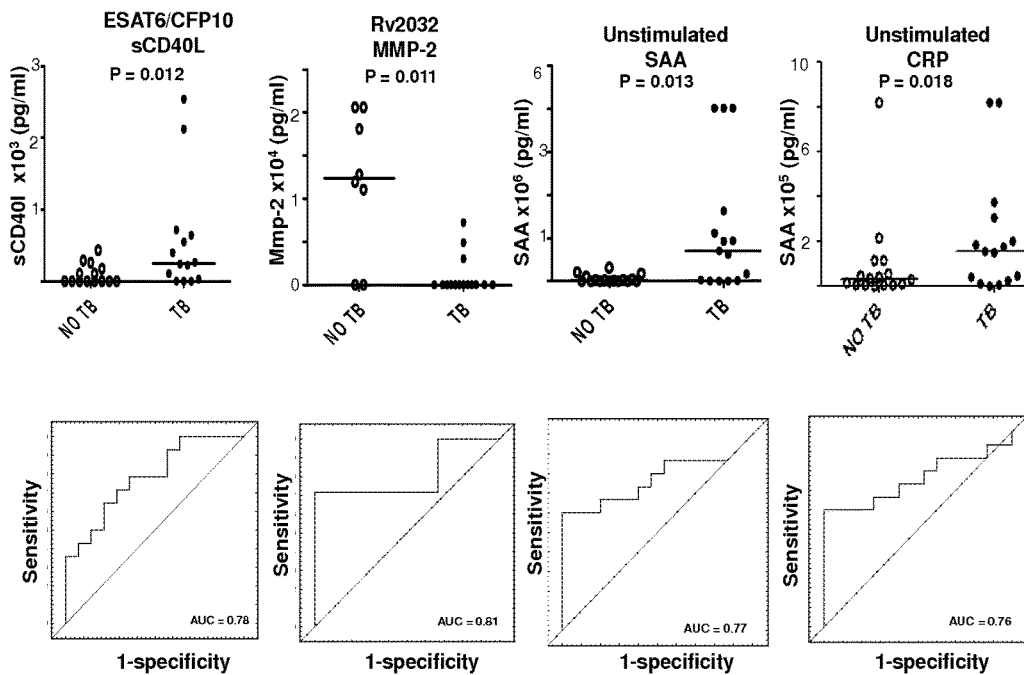 ESAT6/CFP10
sCD40L
P = 0.012
sCD40l x10³ (pg/ml)
3
2
1
NO TB
TB
Rv2032
MMP-2
P = 0.011
Mmp-2 x10⁴ (pg/ml)
2
1
0
NO TB
TB
Unstimulated
SAA
P = 0.013
SAA x10⁶ (pg/ml)
6
3
1
NO TB
TB
Unstimulated
CRP
P = 0.018
SAA x10⁵ (pg/ml)
10
6
2
NO TB
TB
Sensitivity
AUC = 0.78
1-specificity
Sensitivity
AUC = 0.81
1-specificity
Sensitivity
AUC = 0.77
1-specificity
Sensitivity
AUC = 0.76
1-specificity